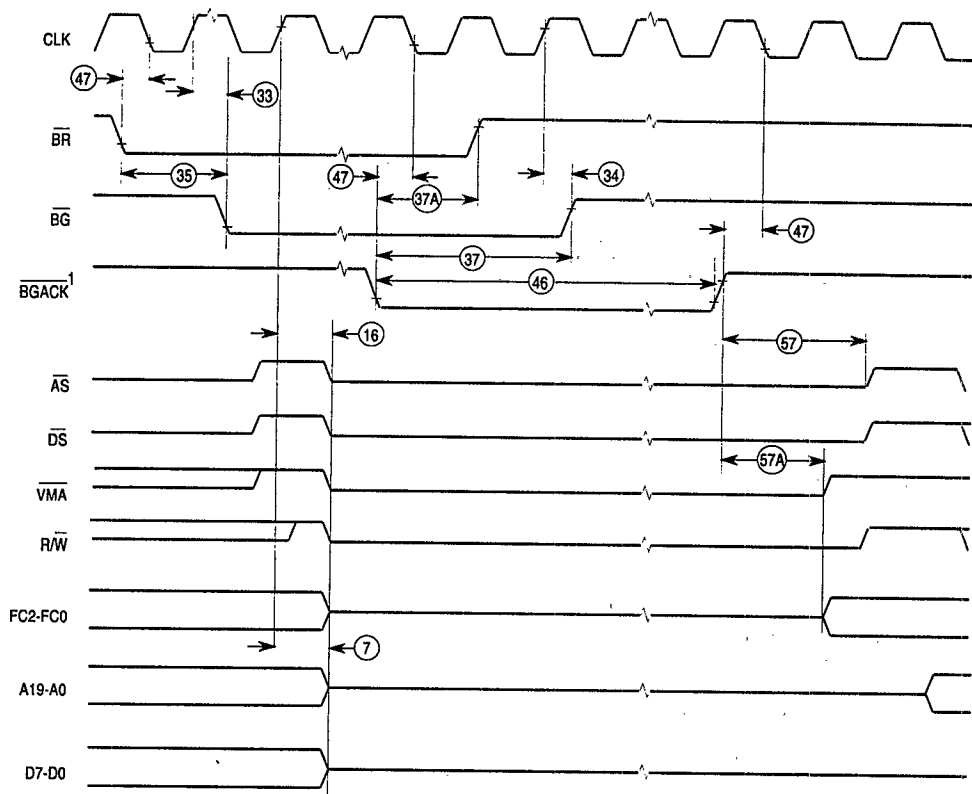 CLK
47
33
BR
35
47
37A
34
BG
37
47
BGACK1
46
16
57
AS
DS
57A
VMA
R/W
FC2-FC0
7
A19-A0
D7-D0